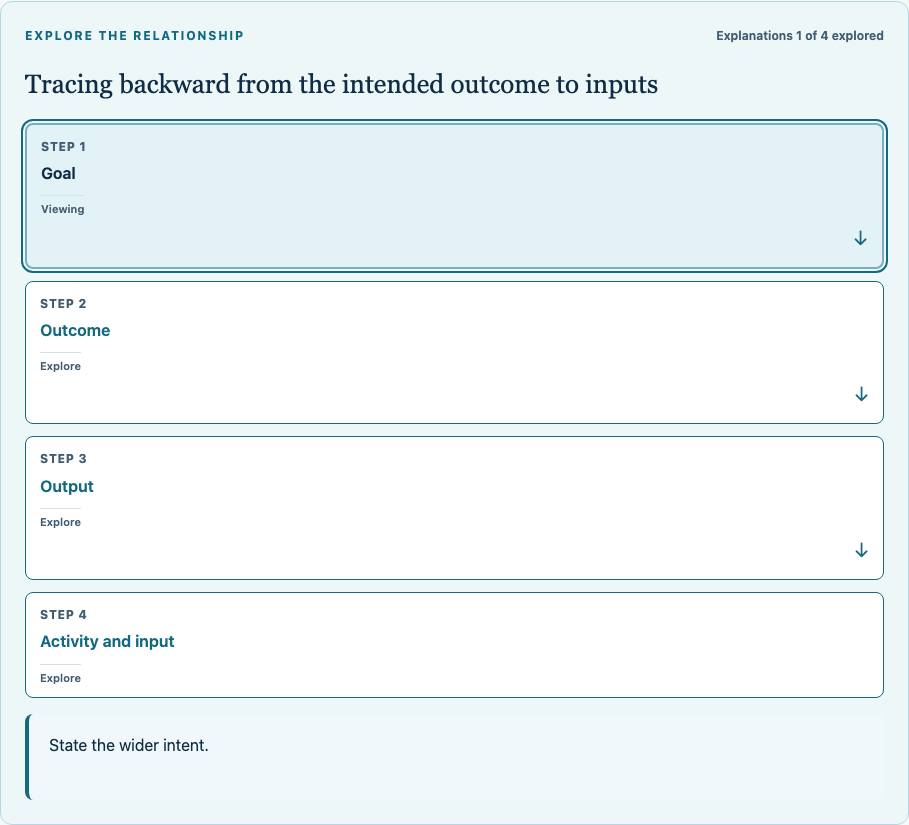 EXPLORE THE RELATIONSHIP
Explanations 1 of 4 explored
Tracing backward from the intended outcome to inputs
STEP 1
Goal
Viewing
STEP 2
Outcome
Explore
STEP 3
Output
Explore
STEP 4
Activity and input
Explore
State the wider intent.